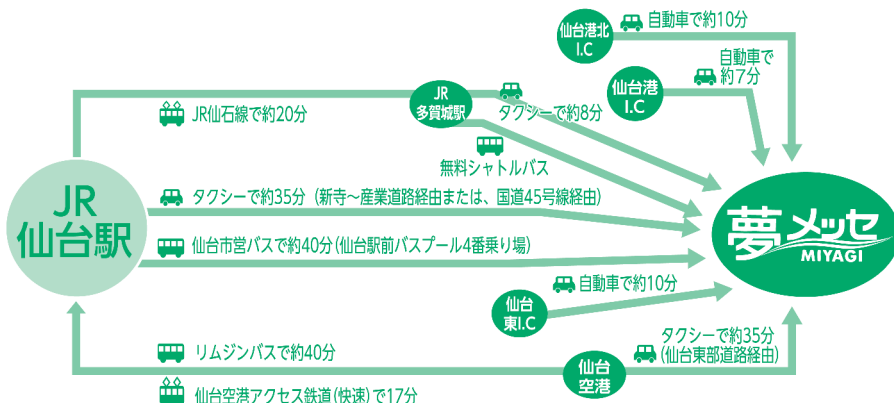 仙台港北
I.C
自動車で約10分
自動車で
約7分
仙台港
I.C
JR
多賀城駅
JR仙石線で約20分
タクシーで約8分
無料シャトルバス
JR
仙台駅
タクシーで約35分（新寺～産業道路経由または、国道45号線経由）
仙台市営バスで約40分（仙台駅前バスプール4番乗り場）
夢メッセ
MIYAGI
自動車で約10分
仙台
東I.C
リムジンバスで約40分
仙台
空港
タクシーで約35分
（仙台東部道路経由）
仙台空港アクセス鉄道（快速）で17分